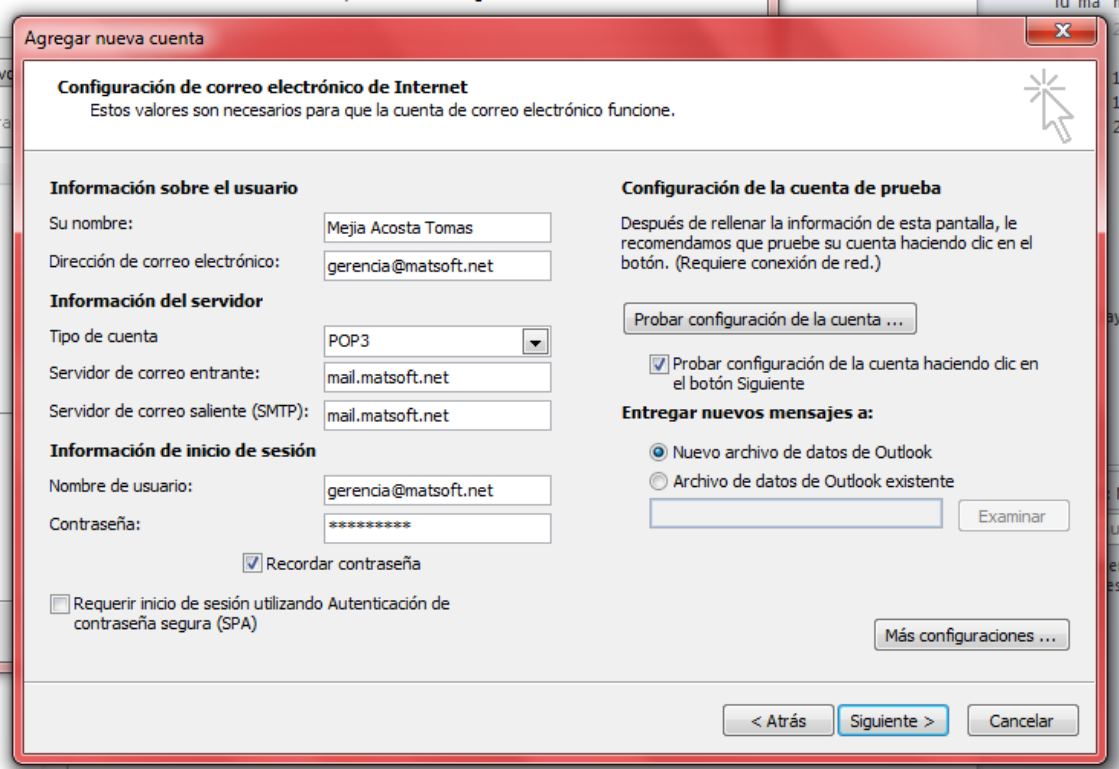 Agregar nueva cuenta
Configuración de correo electrónico de Internet
Estos valores son necesarios para que la cuenta de correo electrónico funcione.
Información sobre el usuario
Su nombre:
Mejia Acosta Tomas
Dirección de correo electrónico:
gerencia@matsoft.net
Información del servidor
Tipo de cuenta
POP3
Servidor de correo entrante:
mail.matsoft.net
Servidor de correo saliente (SMTP):
mail.matsoft.net
Información de inicio de sesión
Nombre de usuario:
gerencia@matsoft.net
Contraseña:
*********
Recordar contraseña
Requerir inicio de sesión utilizando Autenticación de
contraseña segura (SPA)
Configuración de la cuenta de prueba
Después de rellenar la información de esta pantalla, le
recomendamos que pruebe su cuenta haciendo clic en el
botón. (Requiere conexión de red.)
Probar configuración de la cuenta ...
Probar configuración de la cuenta haciendo clic en
el botón Siguiente
Entregar nuevos mensajes a:
Nuevo archivo de datos de Outlook
Archivo de datos de Outlook existente
Examinar
Más configuraciones ...
< Atrás
Siguiente >
Cancelar